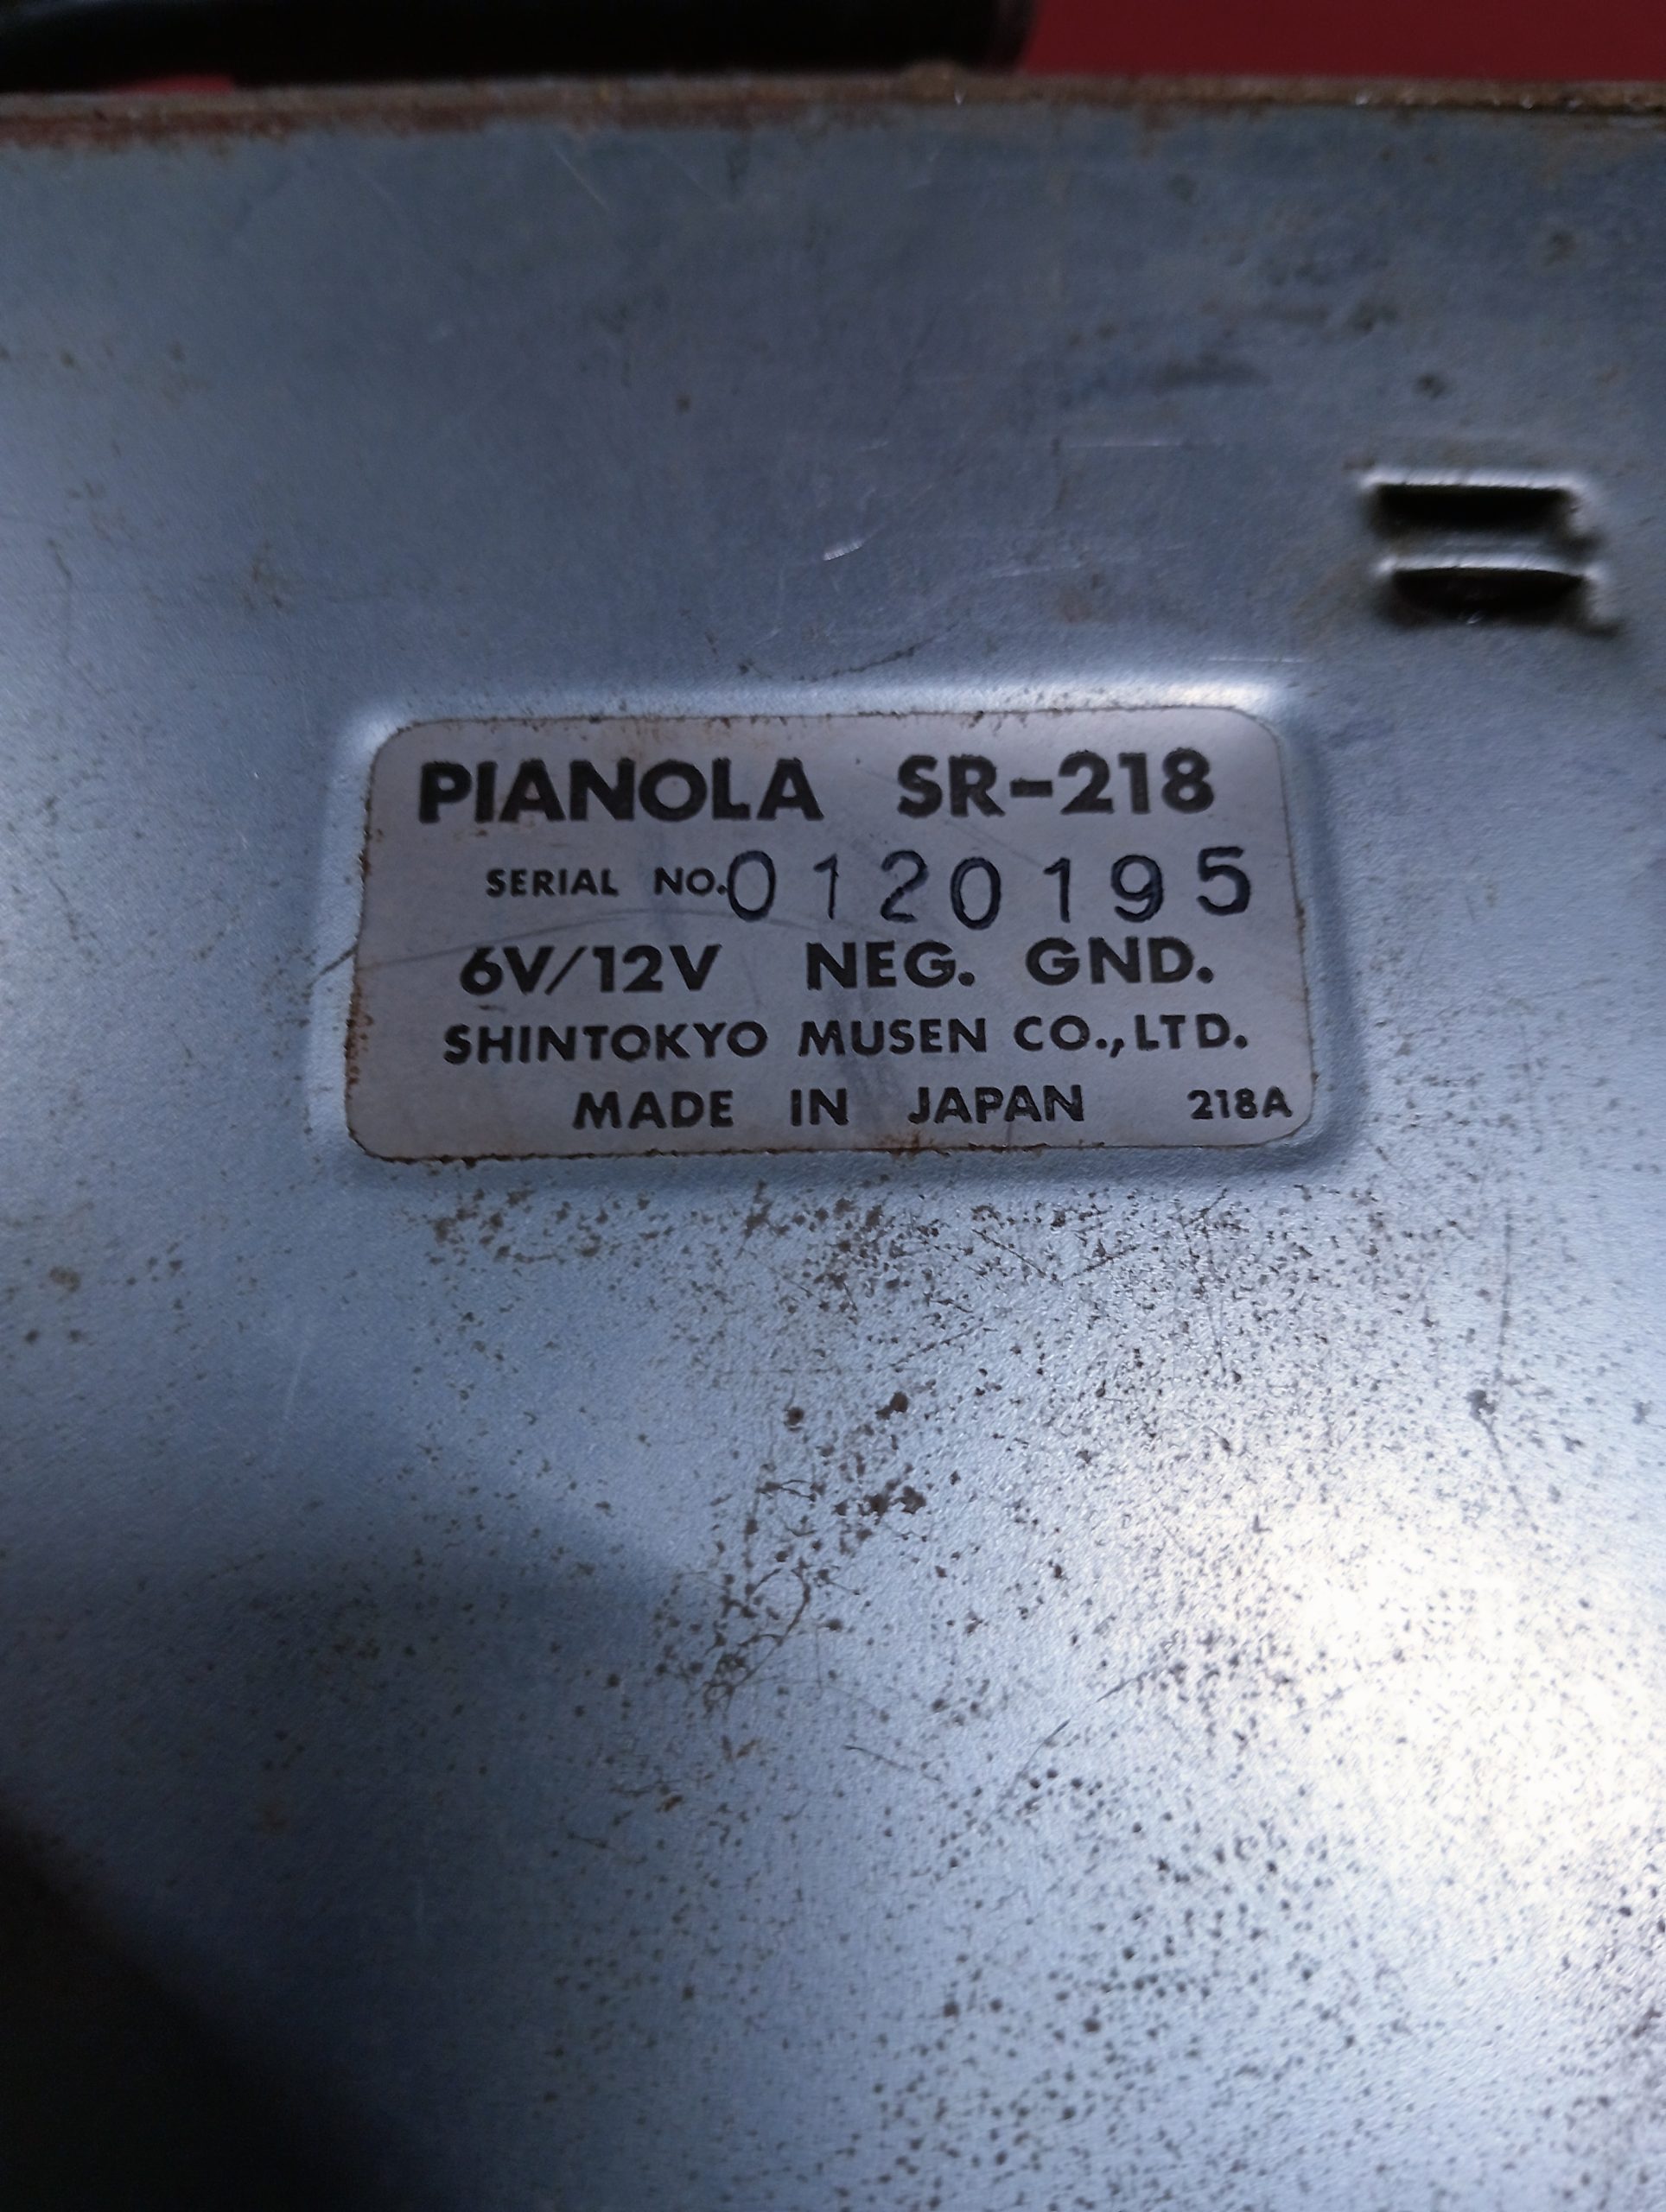 PIANOLA SR-218
SERIAL NO. 0120195
6V/12V NEG. GND.
SHINTOKYO MUSEN CO., LTD.
MADE IN JAPAN 218A